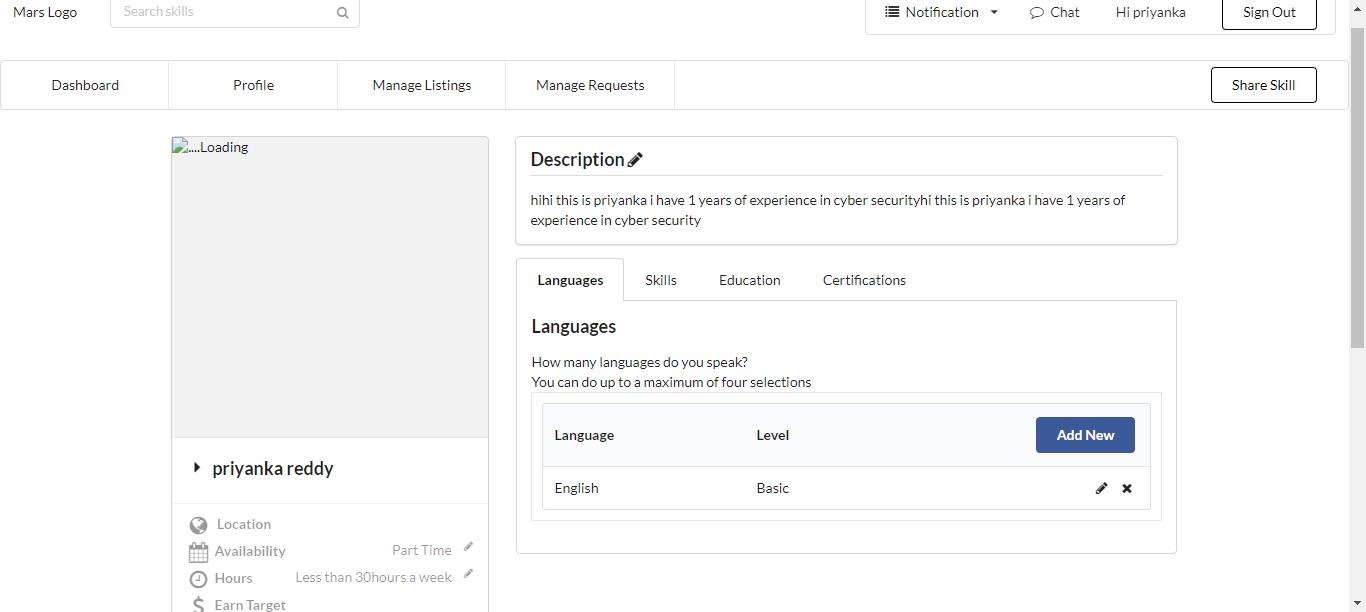 Mars Logo
Search skills
Notification
Chat
Hi priyanka
Sign Out
Dashboard
Profile
Manage Listings
Manage Requests
Share Skill
....Loading
priyanka reddy
Location
Availability
Part Time
Hours
Less than 30hours a week
Earn Target
Description
hihi this is priyanka i have 1 years of experience in cyber securityhi this is priyanka i have 1 years of
experience in cyber security
Languages
Skills
Education
Certifications
Languages
How many languages do you speak?
You can do up to a maximum of four selections
Language
Level
Add New
English
Basic